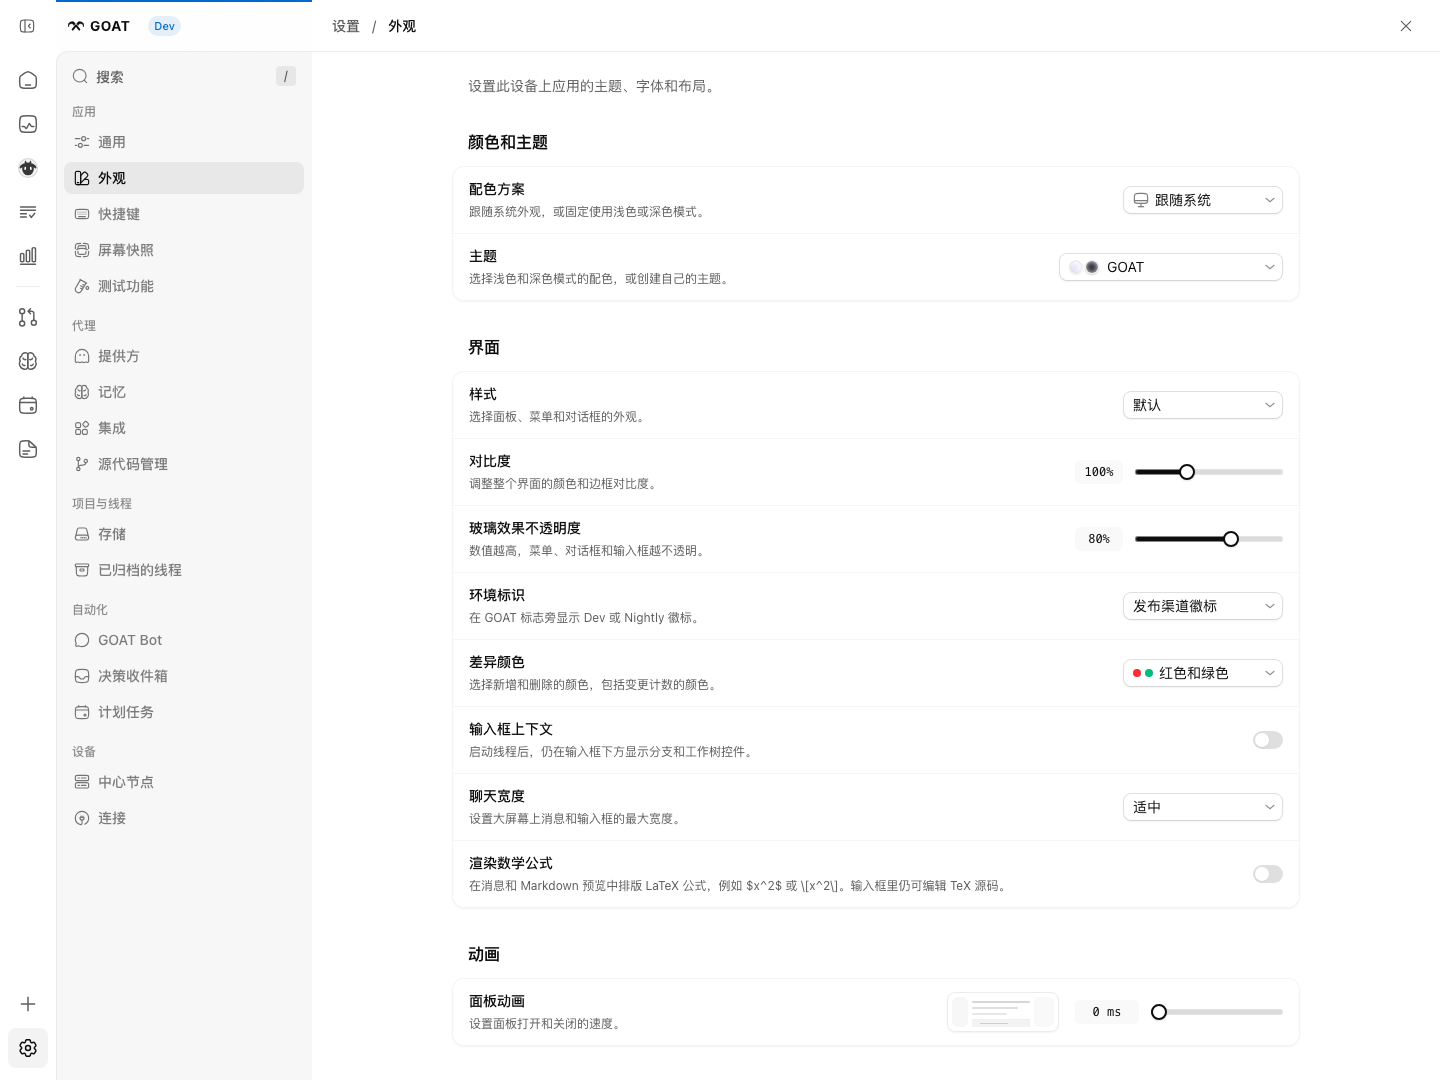 GOAT Dev
设置 / 外观
搜索 /
应用
通用
外观
快捷键
屏幕快照
测试功能
代理
提供方
记忆
集成
源代码管理
项目与线程
存储
已归档的线程
自动化
GOAT Bot
决策收件箱
计划任务
设备
中心节点
连接
设置此设备上应用的主题、字体和布局。
颜色和主题
配色方案
跟随系统外观，或固定使用浅色或深色模式。
跟随系统
主题
选择浅色和深色模式的配色，或创建自己的主题。
GOAT
界面
样式
选择面板、菜单和对话框的外观。
默认
对比度
调整整个界面的颜色和边框对比度。
100%
玻璃效果不透明度
数值越高，菜单、对话框和输入框越不透明。
80%
环境标识
在 GOAT 标志旁显示 Dev 或 Nightly 徽标。
发布渠道徽标
差异颜色
选择新增和删除的颜色，包括变更计数的颜色。
红色和绿色
输入框上下文
启动线程后，仍在输入框下方显示分支和工作树控件。
聊天宽度
设置大屏幕上消息和输入框的最大宽度。
适中
渲染数学公式
在消息和 Markdown 预览中排版 LaTeX 公式，例如 $x^2$ 或 \[x^2\]。输入框里仍可编辑 TeX 源码。
动画
面板动画
设置面板打开和关闭的速度。
0 ms